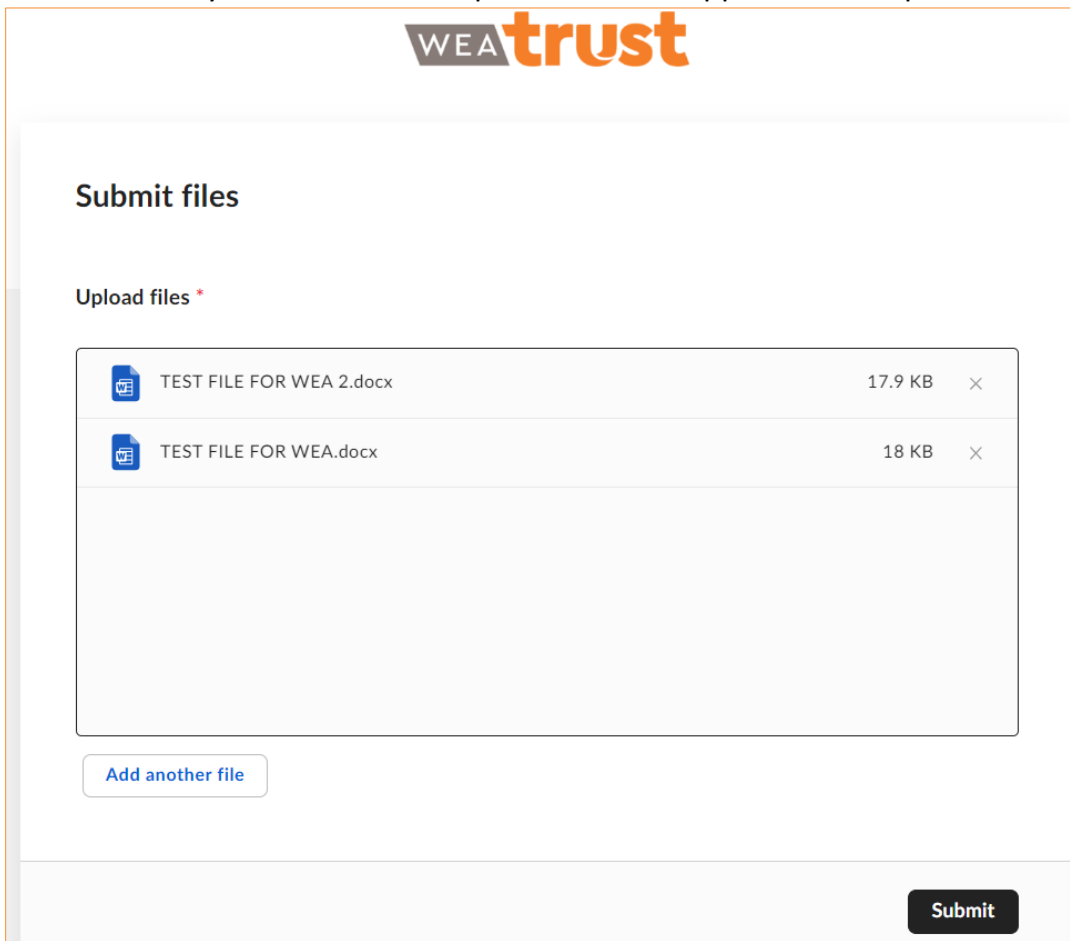 WEA trust
Submit files
Upload files *
TEST FILE FOR WEA 2.docx 17.9 KB ×
TEST FILE FOR WEA.docx 18 KB ×
Add another file
Submit